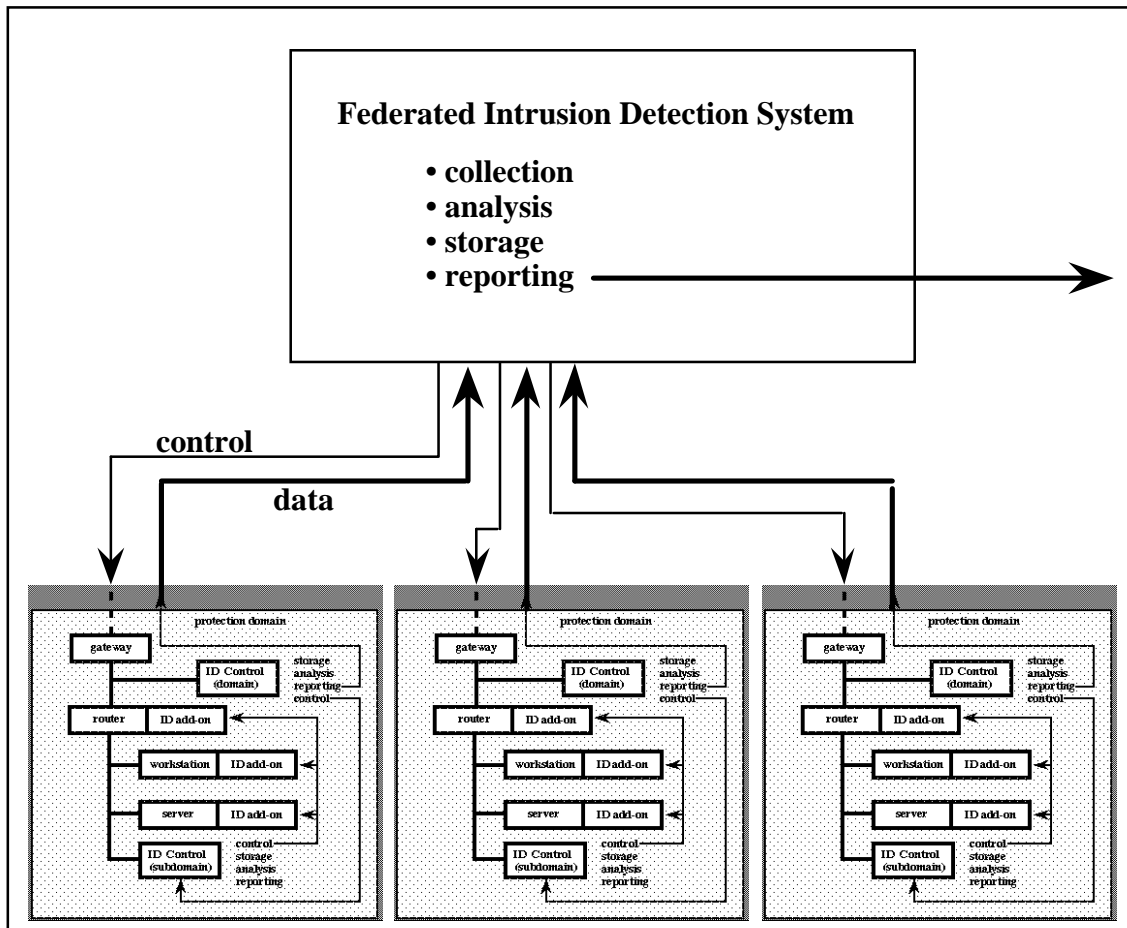 Federated Intrusion Detection System
• collection
• analysis
• storage
• reporting
control
data
protection domain
gateway
ID Control
(domain)
storage
analysis
reporting
control
router
ID add-on
workstation
ID add-on
server
ID add-on
ID Control
(subdomain)
control
storage
analysis
reporting
protection domain
gateway
ID Control
(domain)
storage
analysis
reporting
control
router
ID add-on
workstation
ID add-on
server
ID add-on
ID Control
(subdomain)
control
storage
analysis
reporting
protection domain
gateway
ID Control
(domain)
storage
analysis
reporting
control
router
ID add-on
workstation
ID add-on
server
ID add-on
ID Control
(subdomain)
control
storage
analysis
reporting